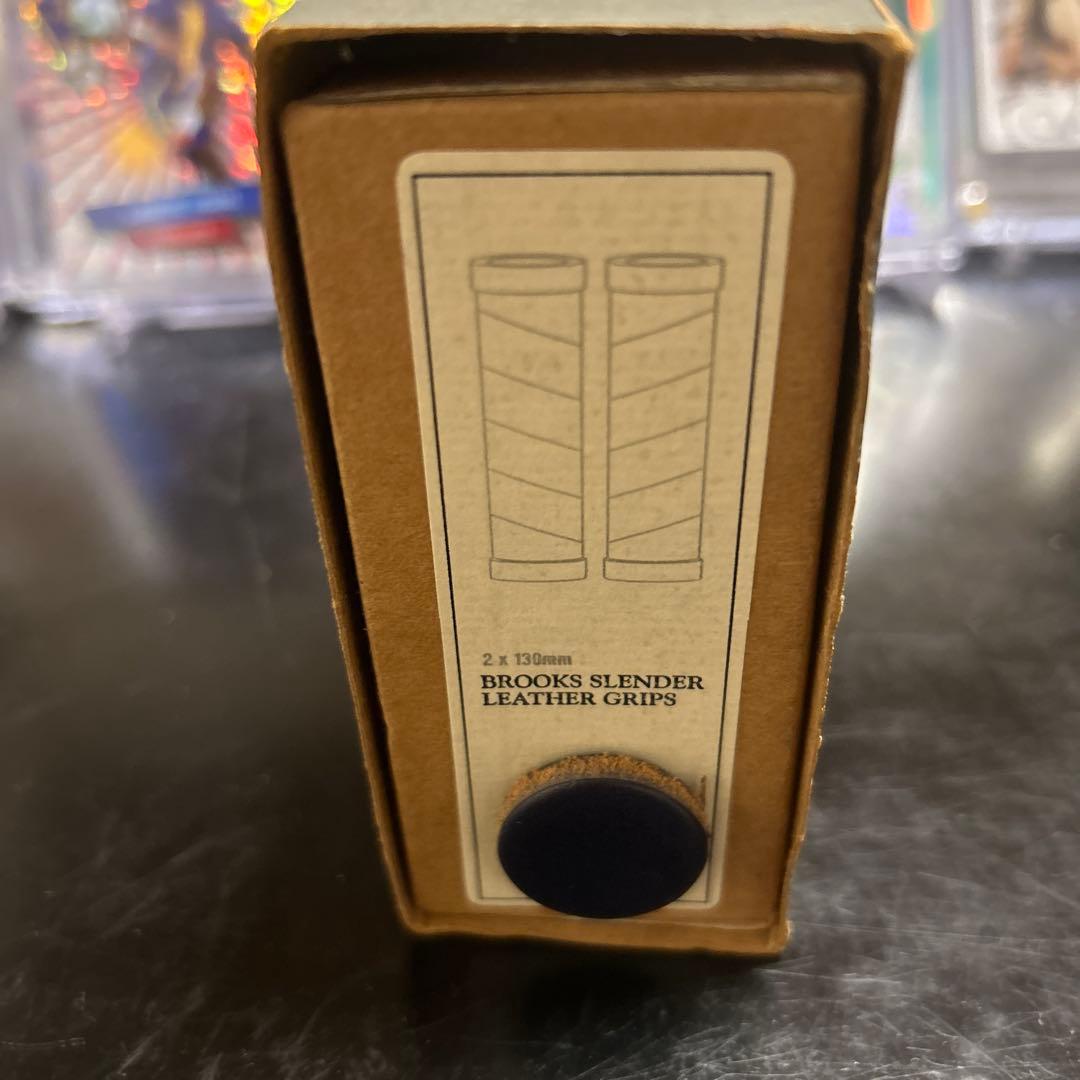 2 x 130mm
BROOKS SLENDER
LEATHER GRIPS